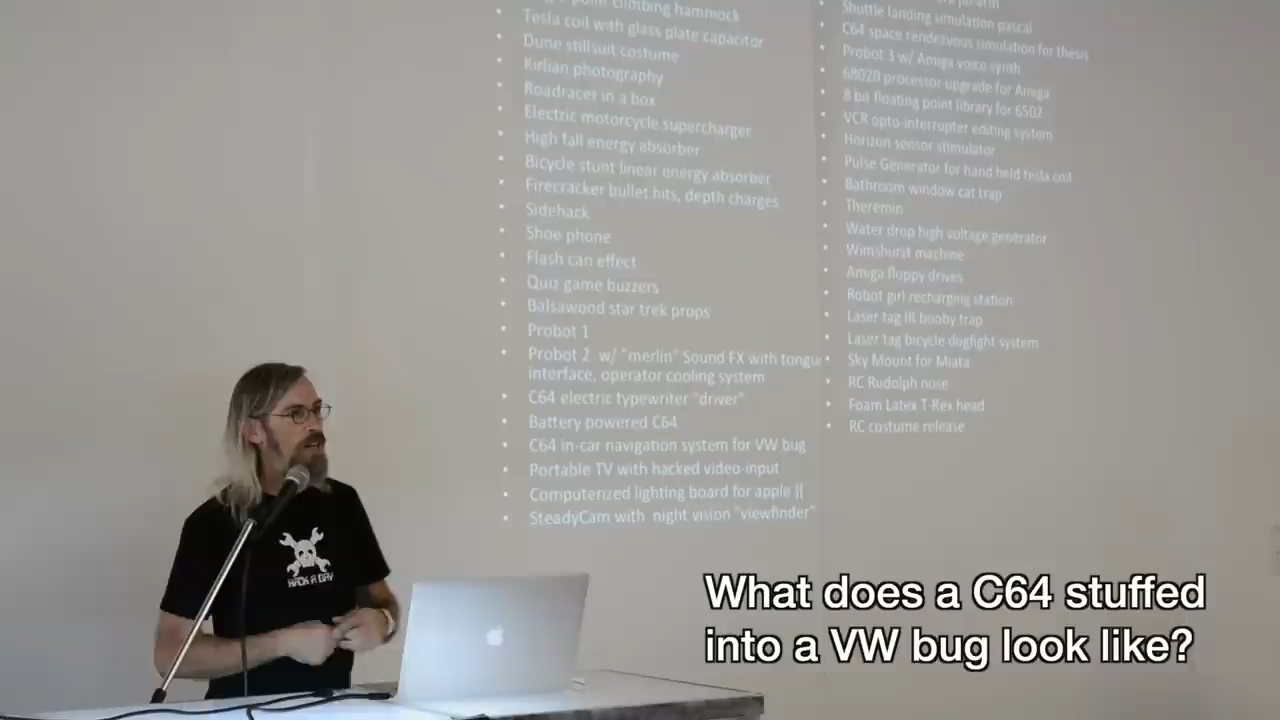 climbing hammock
Tesla coil with glass plate capacitor
Dune stillsuit costume
Kirlian photography
Roadracer in a box
Electric motorcycle supercharger
High fall energy absorber
Bicycle stunt linear energy absorber
Firecracker bullet hits, depth charges
Sidehack
Shoe phone
Flash can effect
Quiz game buzzers
Balsawood star trek props
Probot 1
Probot 2 w/ "merlin" Sound FX with tongue
interface, operator cooling system
C64 electric typewriter "driver"
Battery powered C64
C64 in-car navigation system for VW bug
Portable TV with hacked video-input
Computerized lighting board for apple ][
SteadyCam with night vision "viewfinder"
Shuttle landing simulation pascal
C64 space rendezvous simulation for thesis
Probot 3 w/ Amiga voice synth
68020 processor upgrade for Amiga
8 bit floating point library for 6502
VCR opto-interrupter editing system
Horizon sensor stimulator
Pulse Generator for hand held tesla coil
Bathroom window cat trap
Theremin
Water drop high voltage generator
Wimshurst machine
Amiga floppy drives
Robot girl recharging station
Laser tag IR booby trap
Laser tag bicycle dogfight system
Sky Mount for Miata
RC Rudolph nose
Foam Latex T-Rex head
RC costume release
HACK A DAY
What does a C64 stuffed
into a VW bug look like?